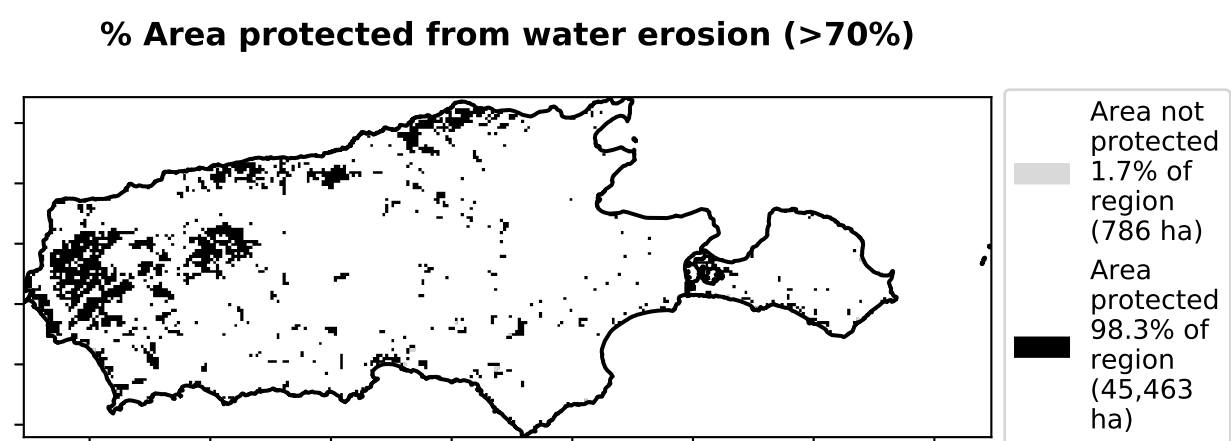 % Area protected from water erosion (>70%)
Area not
protected
1.7% of
region
(786 ha)
Area
protected
98.3% of
region
(45,463
ha)